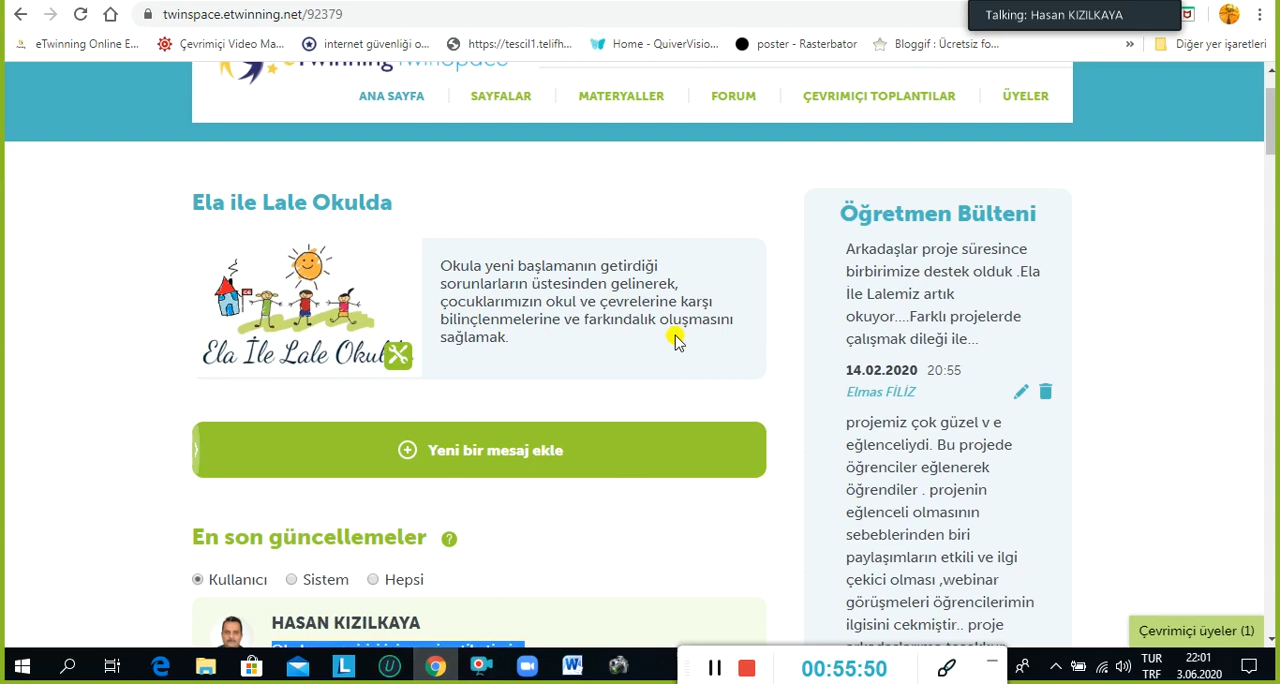 twinspace.etwinning.net/92379
Talking: Hasan KIZILKAYA
eTwinning Online E...
Çevrimiçi Video Ma...
internet güvenliği o...
https://tescil1.telifh...
Home - QuiverVisio...
poster - Rasterbator
Bloggif : Ücretsiz fo...
»
Diğer yer işaretleri
eTwinning twinspace
ANA SAYFA
SAYFALAR
MATERYALLER
FORUM
ÇEVRIMIÇI TOPLANTILAR
ÜYELER
Ela ile Lale Okulda
Ela İle Lale Okul
Okula yeni başlamanın getirdiği
sorunlarların üstesinden gelinerek,
çocuklarımızın okul ve çevrelerine karşı
bilinçlenmelerine ve farkındalık oluşmasını
sağlamak.
Yeni bir mesaj ekle
En son güncellemeler ?
Kullanıcı
Sistem
Hepsi
HASAN KIZILKAYA
Öğretmen Bülteni
Arkadaşlar proje süresince
birbirimize destek olduk .Ela
İle Lalemiz artık
okuyor....Farklı projelerde
çalışmak dileği ile...
14.02.2020 20:55
Elmas FİLİZ
projemiz çok güzel v e
eğlenceliydi. Bu projede
öğrenciler eğlenerek
öğrendiler . projenin
eğlenceli olmasının
sebeblerinden biri
paylaşımların etkili ve ilgi
çekici olması ,webinar
görüşmeleri öğrencilerimin
ilgisini cekmiştir.. proje
Çevrimiçi üyeler (1)
00:55:50
TUR
TRF
22:01
3.06.2020